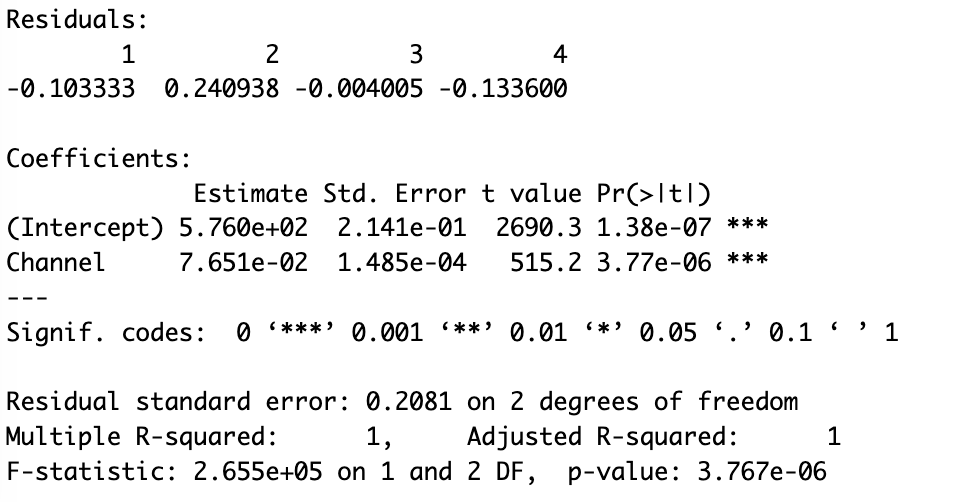 Residuals:
        1         2         3         4
-0.103333  0.240938 -0.004005 -0.133600

Coefficients:
             Estimate Std. Error t value Pr(>|t|)
(Intercept) 5.760e+02  2.141e-01  2690.3 1.38e-07 ***
Channel     7.651e-02  1.485e-04   515.2 3.77e-06 ***
---
Signif. codes:  0 ‘***’ 0.001 ‘**’ 0.01 ‘*’ 0.05 ‘.’ 0.1 ‘ ’ 1

Residual standard error: 0.2081 on 2 degrees of freedom
Multiple R-squared:      1,	Adjusted R-squared:      1
F-statistic: 2.655e+05 on 1 and 2 DF,  p-value: 3.767e-06